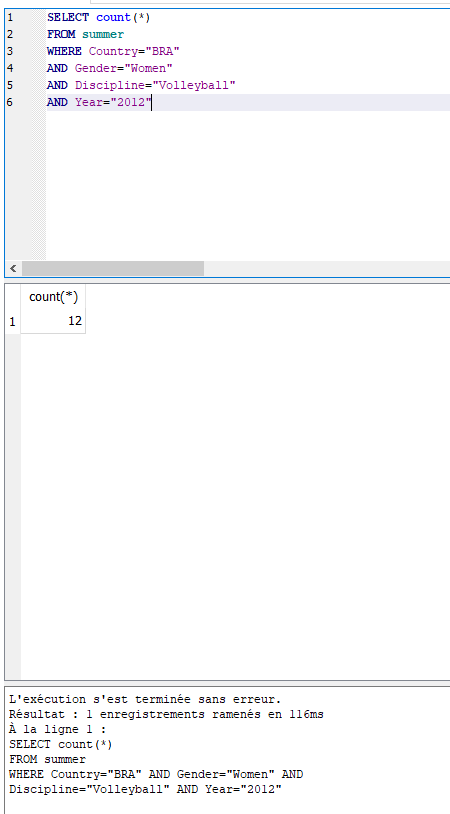 1 SELECT count(*)
2 FROM summer
3 WHERE Country="BRA"
4 AND Gender="Women"
5 AND Discipline="Volleyball"
6 AND Year="2012"
count(*)
1 12
L'exécution s'est terminée sans erreur.
Résultat : 1 enregistrements ramenés en 116ms
À la ligne 1 :
SELECT count(*)
FROM summer
WHERE Country="BRA" AND Gender="Women" AND
Discipline="Volleyball" AND Year="2012"